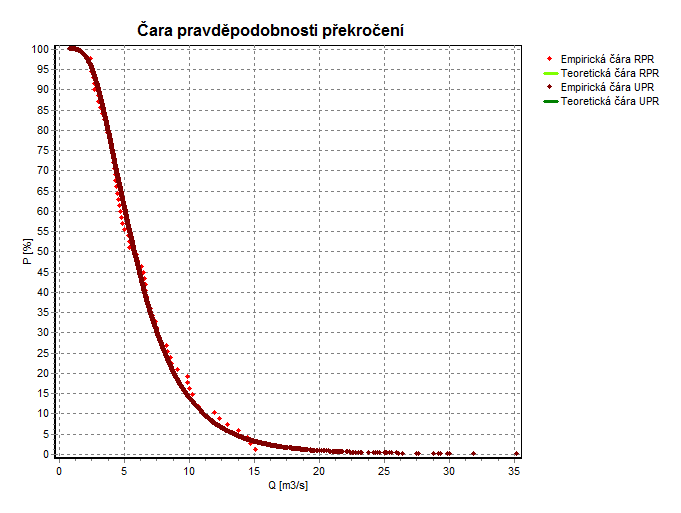 Čára pravděpodobnosti překročení
Empirická čára RPR
Teoretická čára RPR
Empirická čára UPR
Teoretická čára UPR
P [%]
100
95
90
85
80
75
70
65
60
55
50
45
40
35
30
25
20
15
10
5
0
0 5 10 15 20 25 30 35
Q [m3/s]